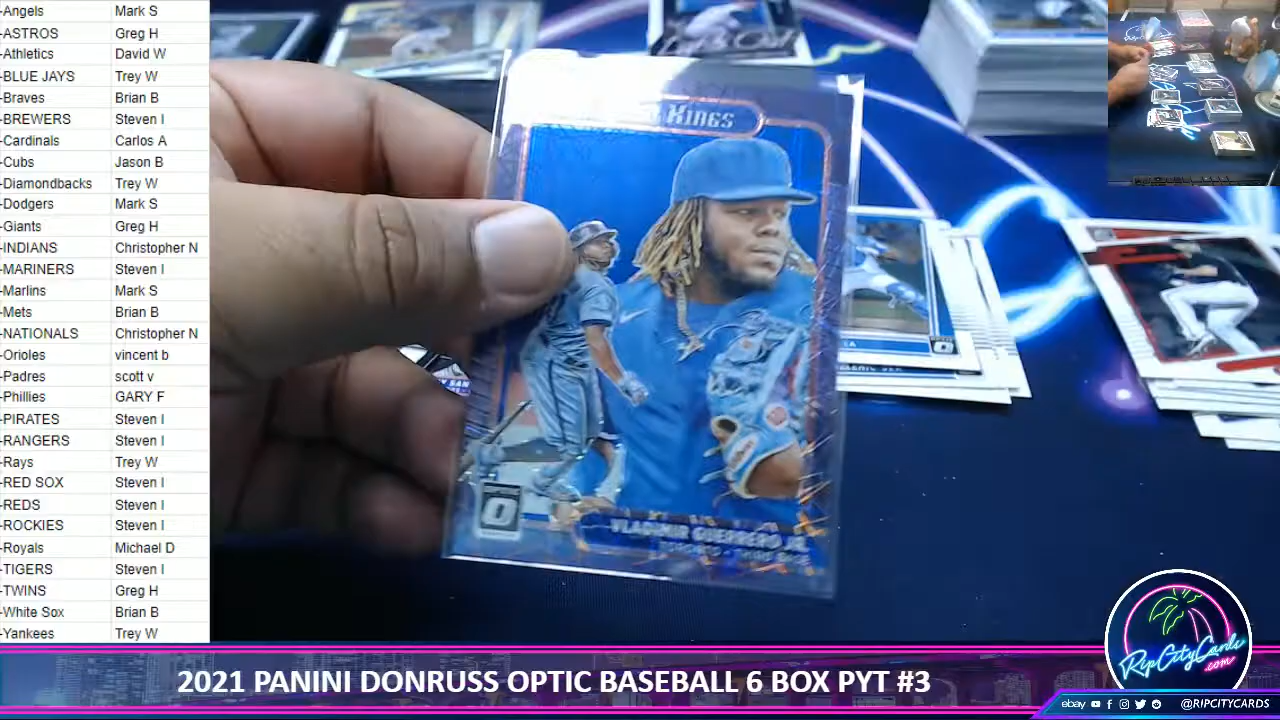 -Angels Mark S
-ASTROS Greg H
-Athletics David W
-BLUE JAYS Trey W
-Braves Brian B
-BREWERS Steven I
-Cardinals Carlos A
-Cubs Jason B
-Diamondbacks Trey W
-Dodgers Mark S
-Giants Greg H
-INDIANS Christopher N
-MARINERS Steven I
-Marlins Mark S
-Mets Brian B
-NATIONALS Christopher N
-Orioles vincent b
-Padres scott v
-Phillies GARY F
-PIRATES Steven I
-RANGERS Steven I
-Rays Trey W
-RED SOX Steven I
-REDS Steven I
-ROCKIES Steven I
-Royals Michael D
-TIGERS Steven I
-TWINS Greg H
-White Sox Brian B
-Yankees Trey W
KINGS
VLADIMIR GUERRERO JR.
RipCityCards
.com
2021 PANINI DONRUSS OPTIC BASEBALL 6 BOX PYT #3
ebay @RIPCITYCARDS